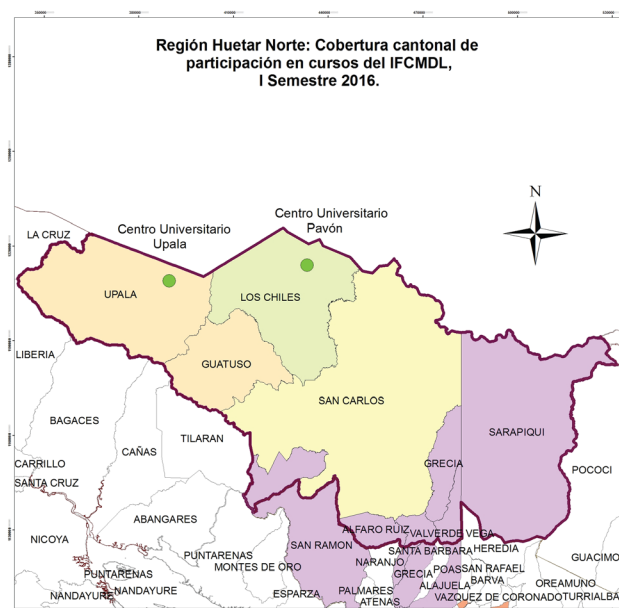 Región Huetar Norte: Cobertura cantonal de
participación en cursos del IFCMDL,
I Semestre 2016.
N
Centro Universitario
Pavón
Centro Universitario
Upala
LA CRUZ
UPALA
LOS CHILES
LIBERIA
GUATUSO
SAN CARLOS
BAGACES
SARAPIQUI
TILARAN
CAÑAS
CARRILLO
GRECIA
POCOCI
SANTA CRUZ
ABANGARES
ALFARO RUIZ
VALVERDE VEGA
NICOYA
SAN RAMON
SANTA BARBARA
HEREDIA
PUNTARENAS
MONTES DE ORO
NARANJO
GUACIMO
PUNTARENAS
GRECIA
POAS
SAN RAFAEL
BARVA
OREAMUNO
NANDAYURE
NANDAYURE
ESPARZA
PALMARES
ATENAS
ALAJUELA
VAZQUEZ DE CORONADO
TURRIALBA